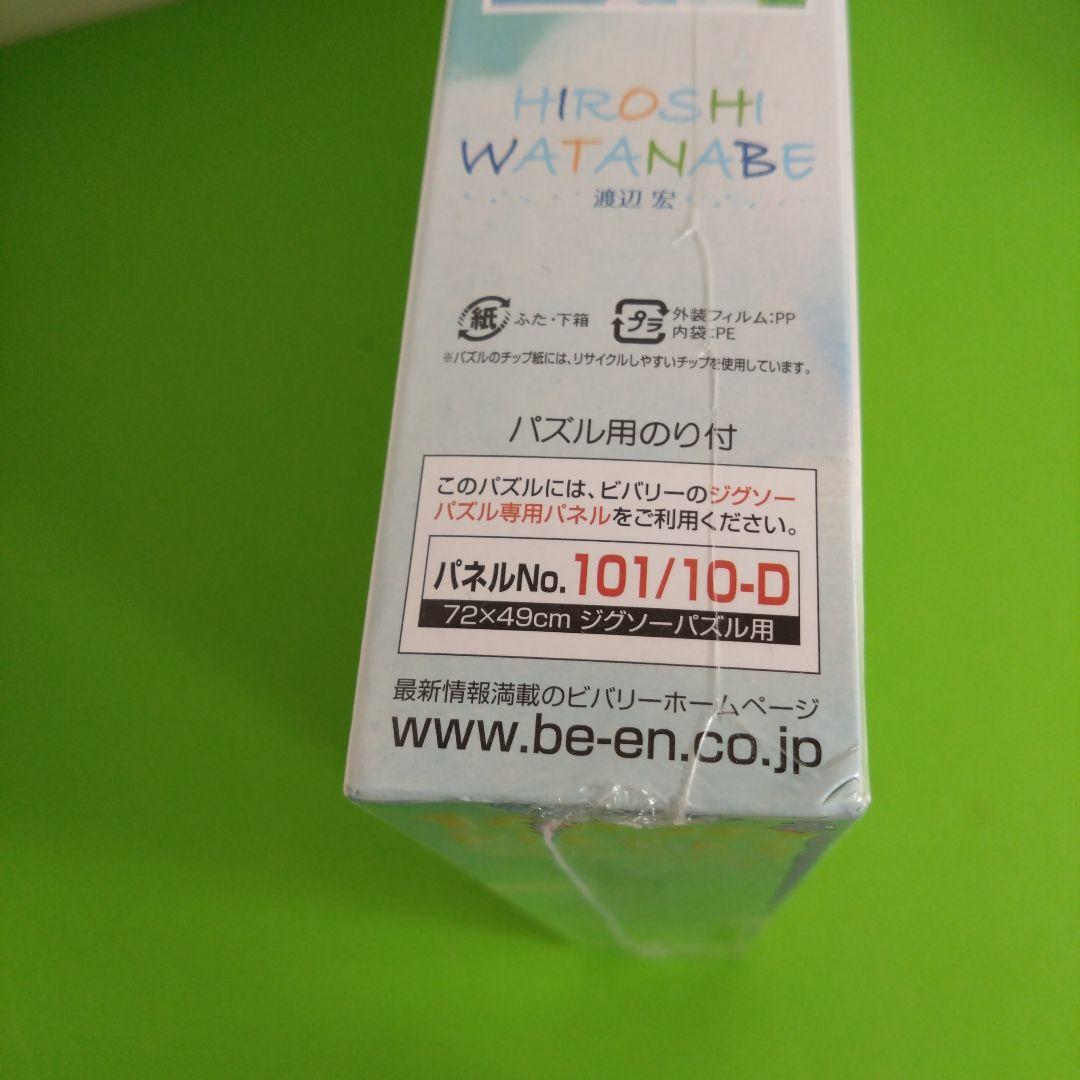 HIROSHI
WATANABE
渡辺 宏
紙 ふた・下箱
プラ 外装フィルム:PP
内袋:PE
※パズルのチップ紙には、リサイクルしやすいチップを使用しています。
パズル用のり付
このパズルには、ビバリーのジグソー
パズル専用パネルをご利用ください。
パネルNo.101/10-D
72×49cm ジグソーパズル用
最新情報満載のビバリーホームページ
www.be-en.co.jp